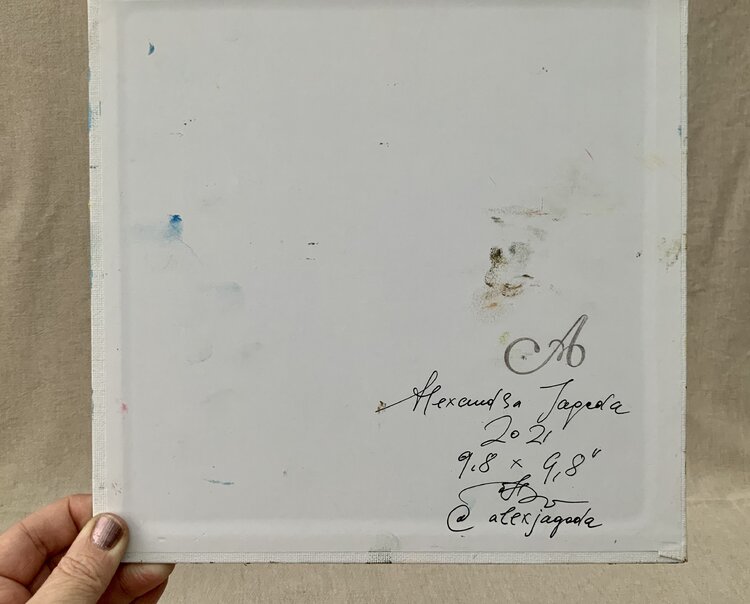 A
Alexandra Jagoda
2021
9,8 x 9,8"
@alexjagoda